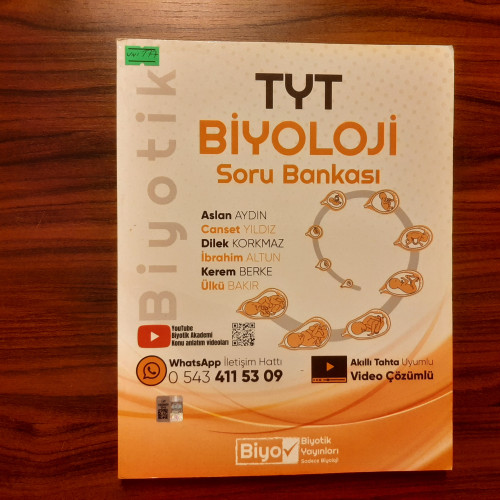 Biyotik
TYT
BİYOLOJİ
Soru Bankası
Aslan AYDIN
Canset YILDIZ
Dilek KORKMAZ
İbrahim ALTUN
Kerem BERKE
Ülkü BAKIR
YouTube
Biyotik Akademi
Konu anlatım videoları
WhatsApp İletişim Hattı
0 543 411 53 09
Akıllı Tahta Uyumlu
Video Çözümlü
Biyo
Biyotik
Yayınları
Sadece Biyoloji